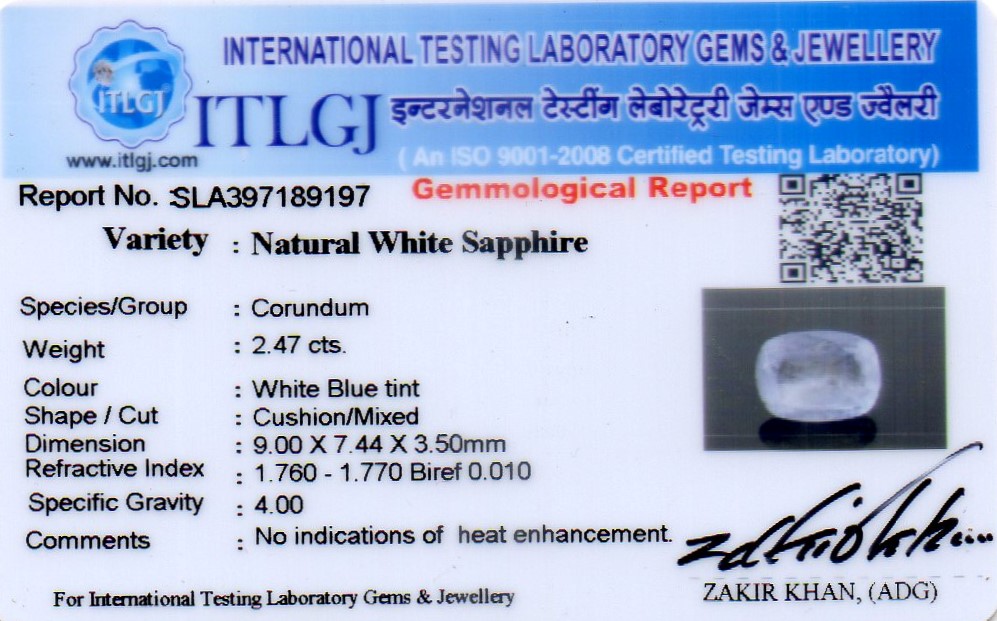 INTERNATIONAL TESTING LABORATORY GEMS & JEWELLERY
ITLGJ
ITLGJ इन्टरनेशनल टेस्टींग लेबोरेट्री जेम्स एण्ड ज्वैलरी
www.itlgj.com
( An ISO 9001-2008 Certified Testing Laboratory)
Report No. :SLA397189197
Gemmological Report
Variety : Natural White Sapphire
Species/Group : Corundum
Weight : 2.47 cts.
Colour : White Blue tint
Shape / Cut : Cushion/Mixed
Dimension : 9.00 X 7.44 X 3.50mm
Refractive Index : 1.760 - 1.770 Biref 0.010
Specific Gravity : 4.00
Comments : No indications of heat enhancement.
ZAKIR KHAN, (ADG)
For International Testing Laboratory Gems & Jewellery